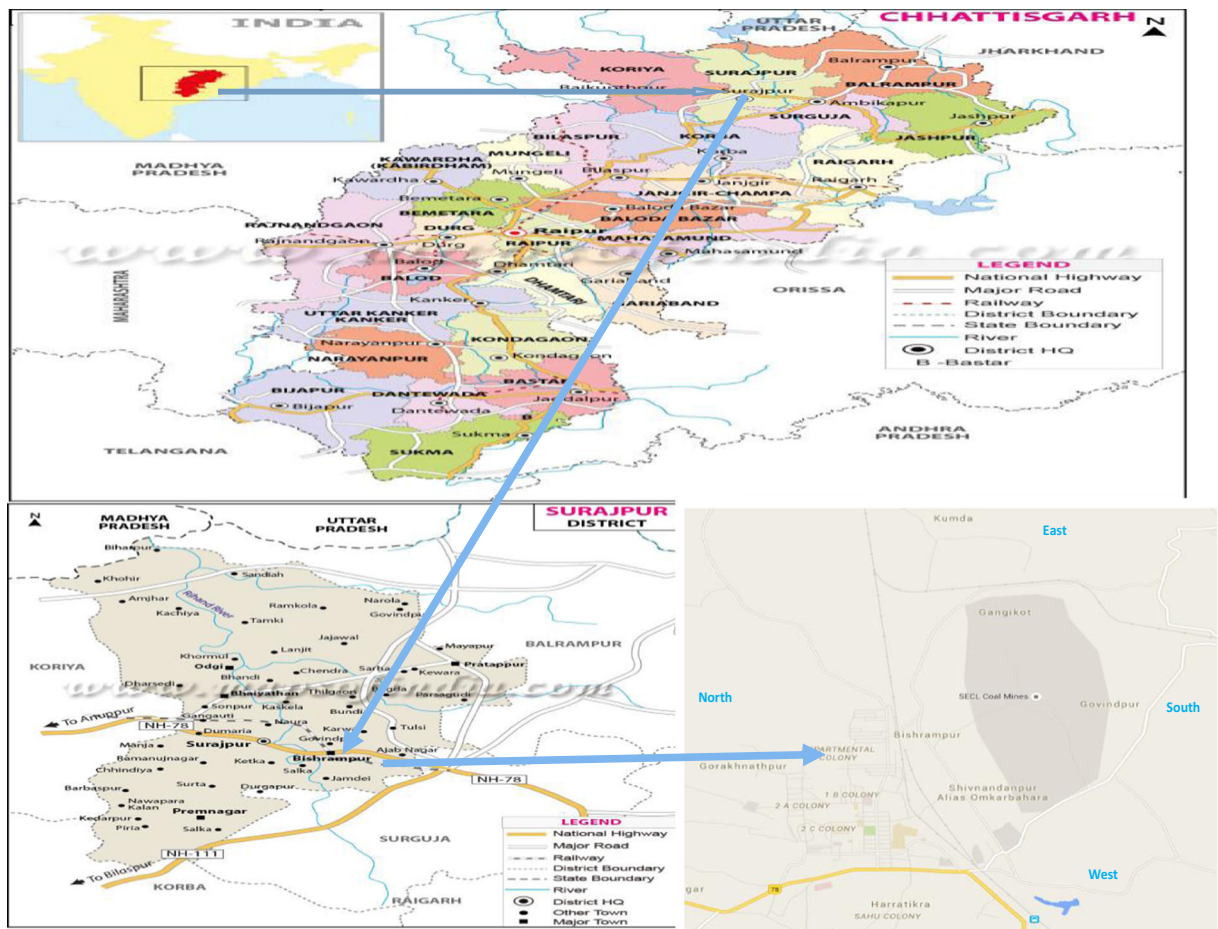 INDIA
CHHATTISGARH
N
UTTAR
PRADESH
JHARKHAND
KORIYA
SURAJPUR
Balrampur
BALRAMPUR
Baikunthpur
Surajpur
Ambikapur
SURGUJA
Jashpur
JASHPUR
BILASPUR
KORBA
Korba
MADHYA
PRADESH
KAWARDHA
(KABIRDHAM)
MUNGELI
Mungeli
Kawardha
Bilaspur
Janjgir
RAIGARH
Raigarh
JANJGIR-CHAMPA
Bemetara
BEMETARA
Baloda Bazar
BALODA BAZAR
RAJNANDGAON
DURG
Raipur
MAHASAMUND
Rajnandgaon
Durg
RAIPUR
Mahasamund
Balod
BALOD
Dhamtari
DHAMTARI
Gariaband
GARIABAND
MAHARASHTRA
ORISSA
Kanker
UTTAR KANKER
KANKER
Narayanpur
NARAYANPUR
KONDAGAON
Kondagaon
BIJAPUR
Bijapur
DANTEWADA
Dantewada
BASTAR
Jagdalpur
B
Sukma
SUKMA
TELANGANA
ANDHRA
PRADESH
LEGEND
National Highway
Major Road
Railway
District Boundary
State Boundary
River
District HQ
B -Bastar
N
MADHYA
PRADESH
UTTAR
PRADESH
SURAJPUR
DISTRICT
Biharpur
Khohir
Sandiah
Amjhar
Kachiya
Rihand River
Tamki
Ramkola
Narola
Govindpur
Jajawal
Lanjit
Khormul
Odgi
Mayapur
BALRAMPUR
KORIYA
Chendra
Kewara
Pratappur
Dharsedi
Bhandi
Bhaiyathan
Thilgaon
Parsagudi
www.mapsofindia.com
Sonpur
Kaskela
Bundi
To Anuppur
Gangauti
NH-78
Naura
Tulsi
Dumaria
Surajpur
Manja
Ajab Nagar
Ramanujnagar
Ketka
Bishrampur
Chhindiya
Salka
Jamdei
NH-78
Barbaspur
Surta
Durgapur
Nawapara
Kalan
Premnagar
Kedarpur
Piria
Salka
SURGUJA
NH-111
To Bilaspur
KORBA
RAIGARH
LEGEND
National Highway
Major Road
Railway
District Boundary
State Boundary
River
District HQ
Other Town
Major Town
Kumda
East
Gangikot
North
SECL Coal Mines
Govindpur
South
Bishrampur
COLONY
Gorakhnathpur
1 B COLONY
Shivnandanpur
Alias Omkarbahara
2 A COLONY
2 C COLONY
West
78
Harratikra
SAHU COLONY